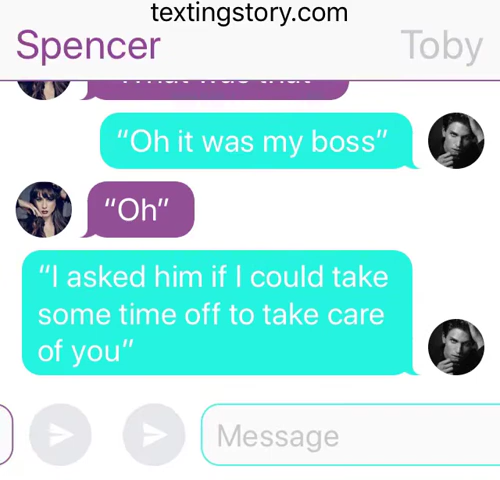 textingstory.com
Spencer Toby
“Oh it was my boss”
“Oh”
“I asked him if I could take
some time off to take care
of you”
Message